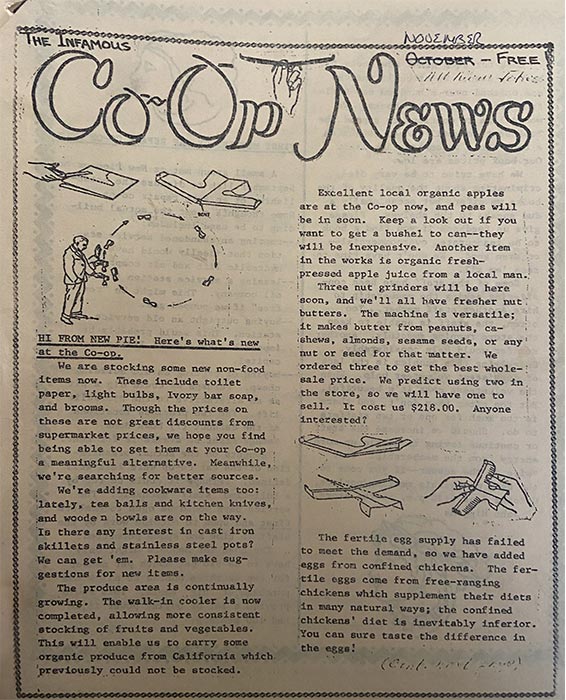 THE INFAMOUS
NOVEMBER
OCTOBER - FREE
CO-OP NEWS
HI FROM NEW PIE! Here's what's new
at the Co-op.
We are stocking some new non-food
items now. These include toilet
paper, light bulbs, Ivory bar soap,
and brooms. Though the prices on
these are not great discounts from
supermarket prices, we hope you find
being able to get them at your Co-op
a meaningful alternative. Meanwhile,
we're searching for better sources.
We're adding cookware items too:
lately, tea balls and kitchen knives,
and wooden bowls are on the way.
Is there any interest in cast iron
skillets and stainless steel pots?
We can get 'em. Please make sug-
gestions for new items.
The produce area is continually
growing. The walk-in cooler is now
completed, allowing more consistent
stocking of fruits and vegetables.
This will enable us to carry some
organic produce from California which
previously could not be stocked.
Excellent local organic apples
are at the Co-op now, and peas will
be in soon. Keep a look out if you
want to get a bushel to can--they
will be inexpensive. Another item
in the works is organic fresh-
pressed apple juice from a local man.
Three nut grinders will be here
soon, and we'll all have fresher nut
butters. The machine is versatile;
it makes butter from peanuts, ca-
shews, almonds, sesame seeds, or any
nut or seed for that matter. We
ordered three to get the best whole-
sale price. We predict using two in
the store, so we will have one to
sell. It cost us $218.00. Anyone
interested?
The fertile egg supply has failed
to meet the demand, so we have added
eggs from confined chickens. The fer-
tile eggs come from free-ranging
chickens which supplement their diets
in many natural ways; the confined
chickens' diet is inevitably inferior.
You can sure taste the difference in
the eggs!
(Cont. next page)